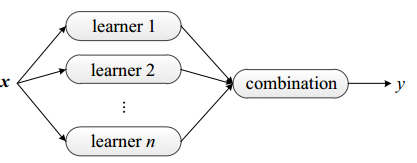 learner 1
x
learner 2
combination
y
⋮
learner n